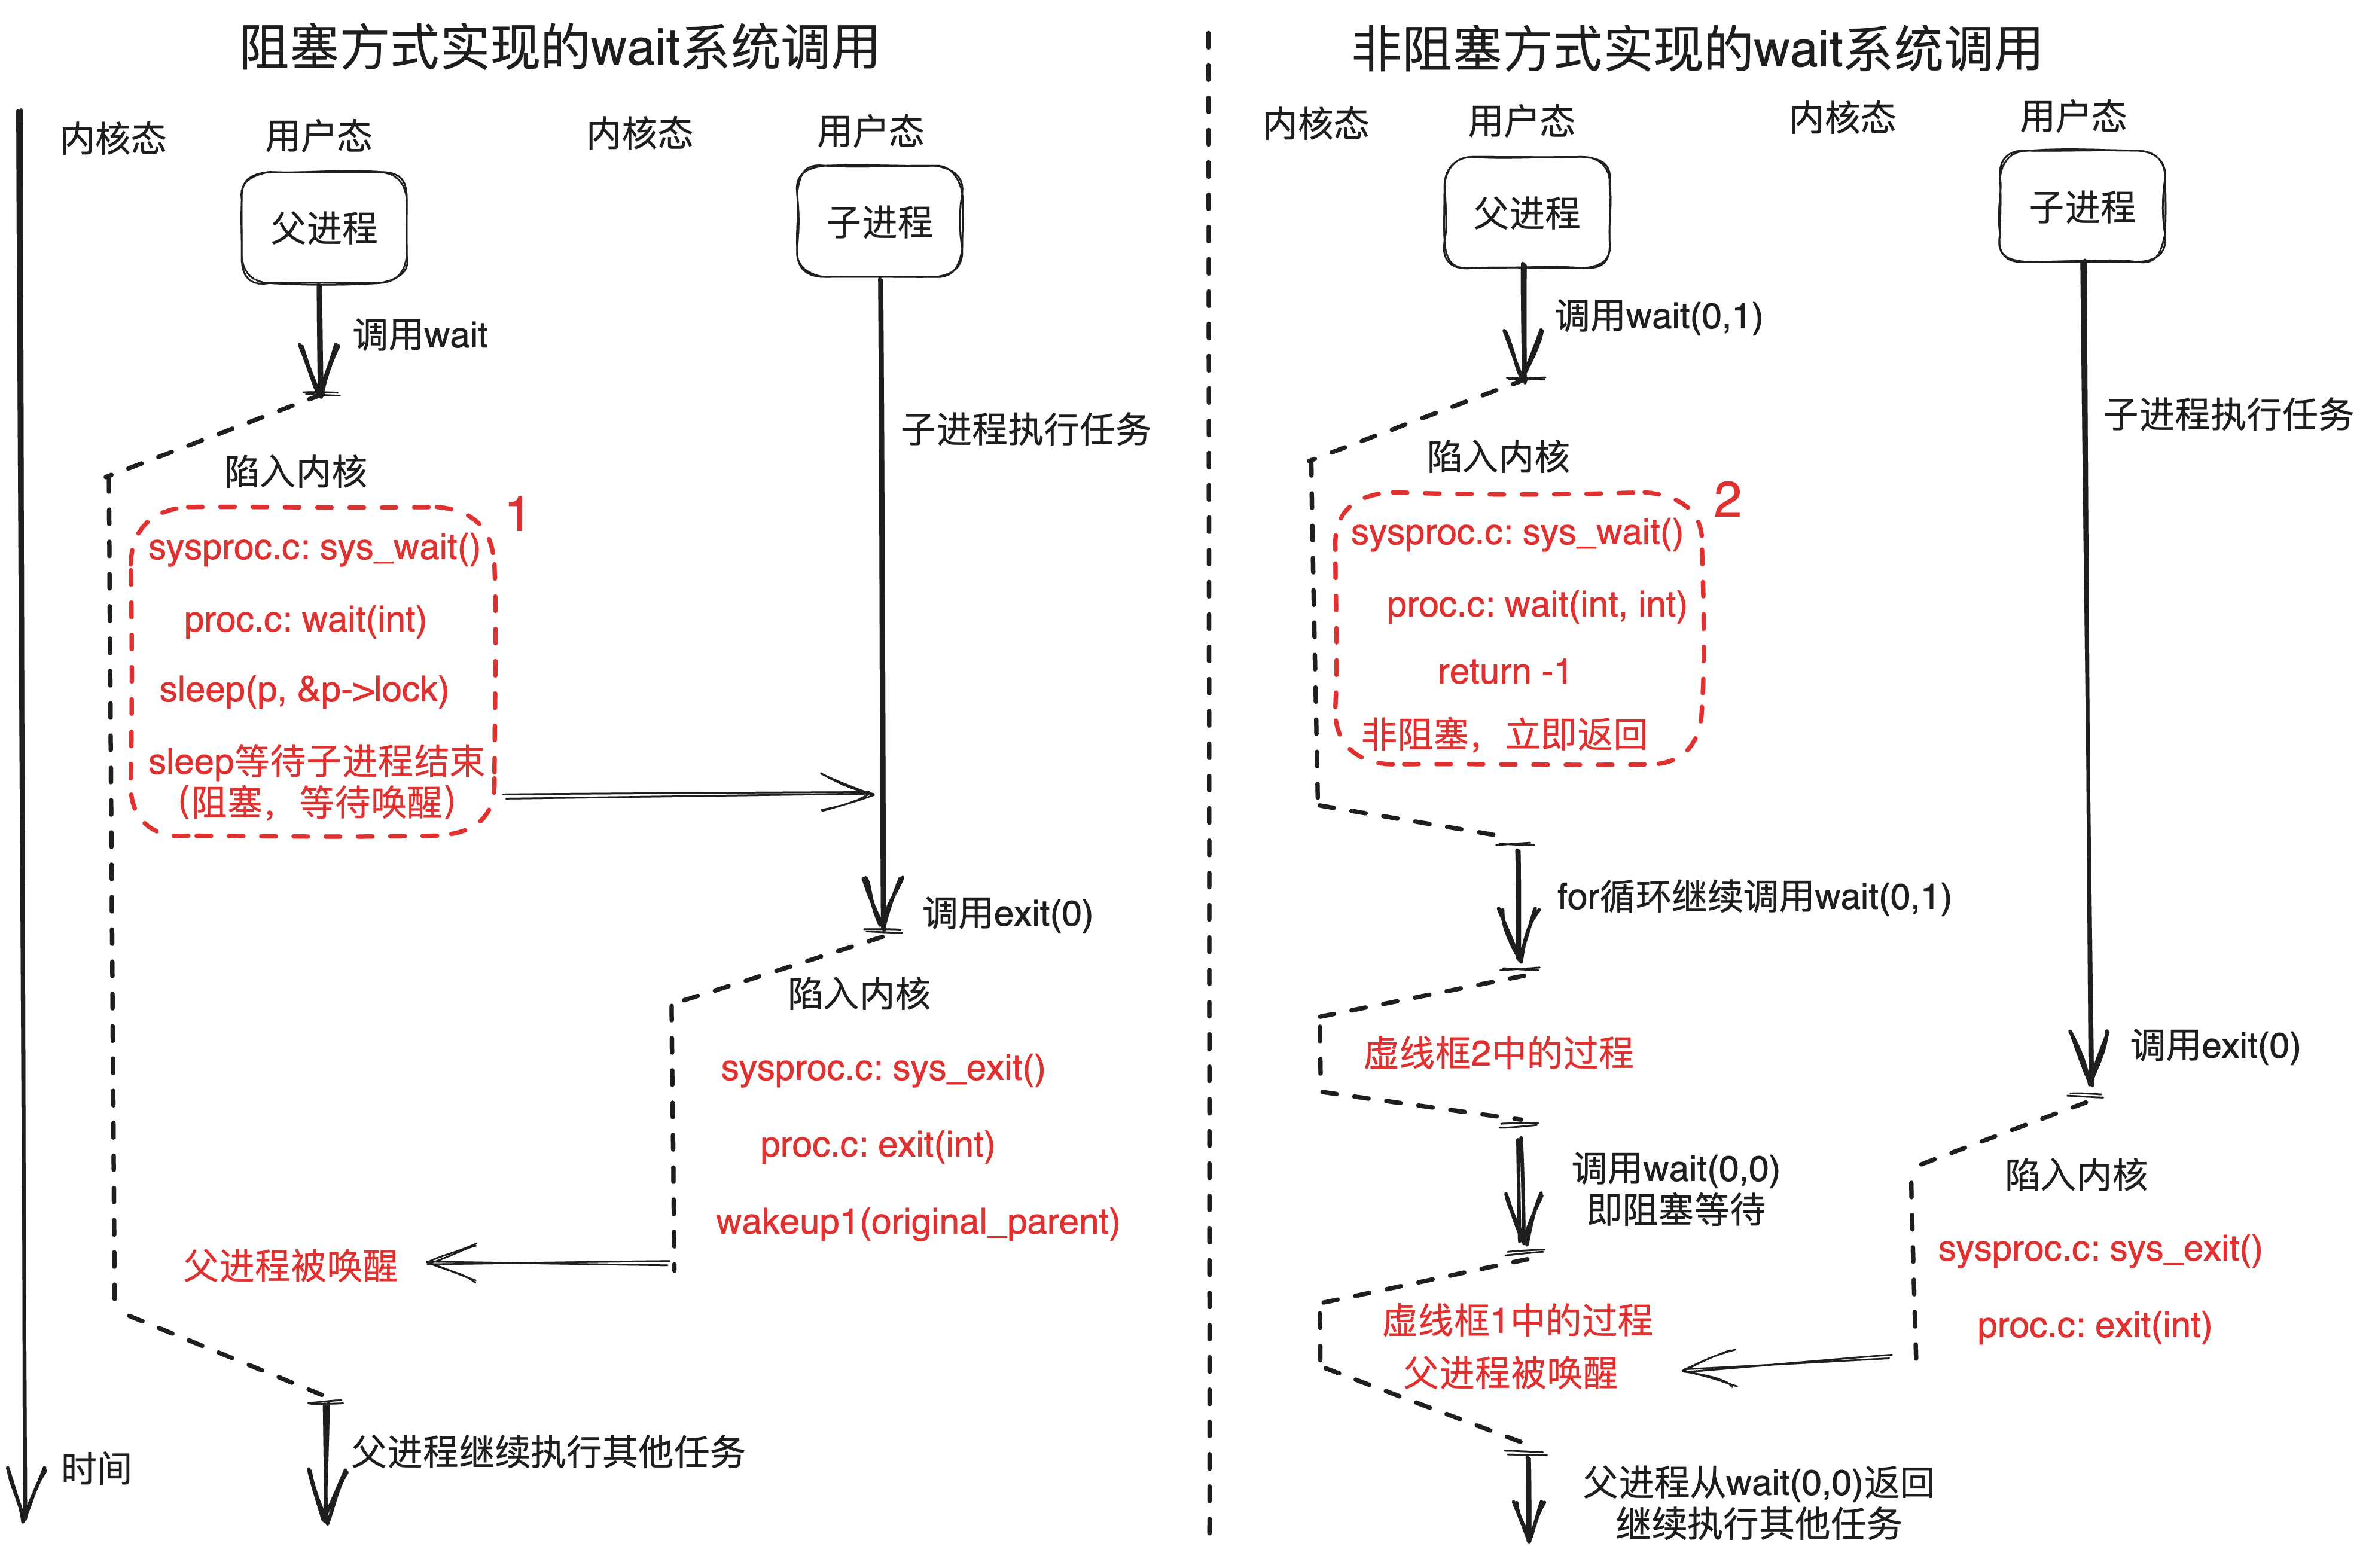 阻塞方式实现的wait系统调用
内核态
用户态
内核态
用户态
父进程
子进程
调用wait
子进程执行任务
陷入内核
1
sysproc.c: sys_wait()
proc.c: wait(int)
sleep(p, &p->lock)
sleep等待子进程结束
（阻塞，等待唤醒）
调用exit(0)
陷入内核
sysproc.c: sys_exit()
proc.c: exit(int)
wakeup1(original_parent)
父进程被唤醒
父进程继续执行其他任务
时间
非阻塞方式实现的wait系统调用
内核态
用户态
内核态
用户态
父进程
子进程
调用wait(0,1)
子进程执行任务
陷入内核
2
sysproc.c: sys_wait()
proc.c: wait(int, int)
return -1
非阻塞，立即返回
for循环继续调用wait(0,1)
虚线框2中的过程
调用exit(0)
调用wait(0,0)
即阻塞等待
陷入内核
sysproc.c: sys_exit()
proc.c: exit(int)
虚线框1中的过程
父进程被唤醒
父进程从wait(0,0)返回
继续执行其他任务